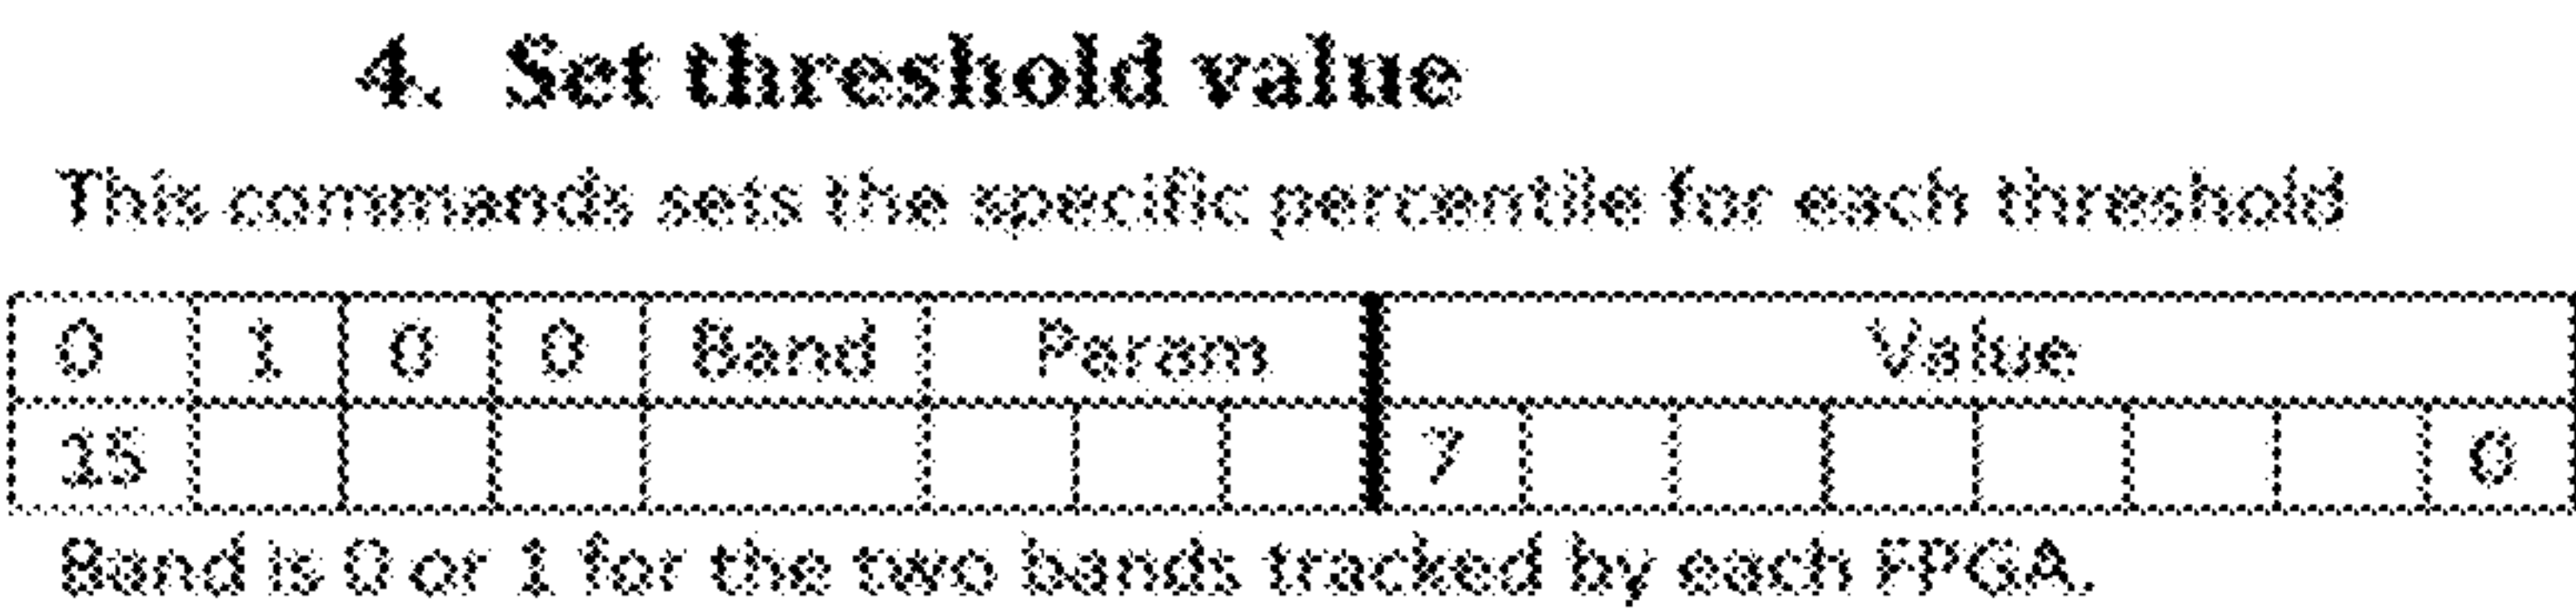 4. Set threshold value
This commands sets the specific percentile for each threshold
0 1 0 0 Band Param Value
15 7 0
Band is 0 or 1 for the two bands tracked by each FPGA.